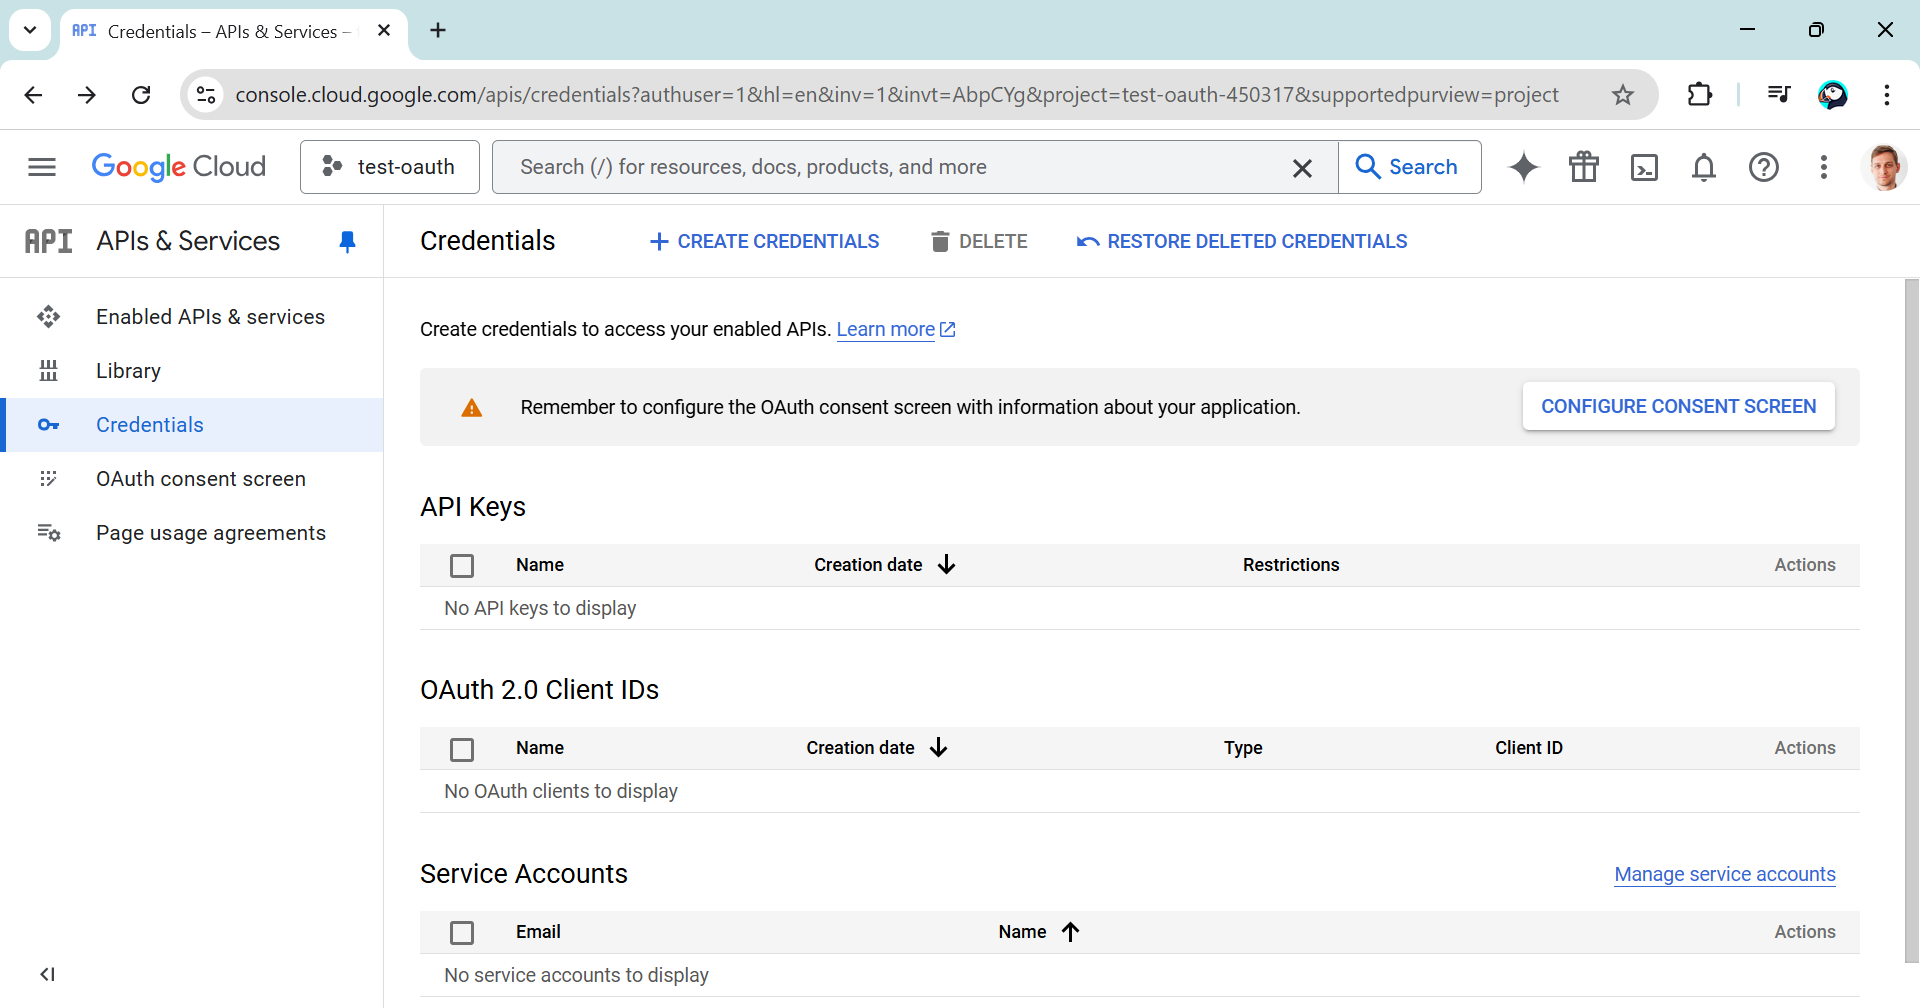 API Credentials – APIs & Services –
console.cloud.google.com/apis/credentials?authuser=1&hl=en&inv=1&invt=AbpCYg&project=test-oauth-450317&supportedpurview=project
Google Cloud test-oauth Search (/) for resources, docs, products, and more Search
API APIs & Services
Enabled APIs & services
Library
Credentials
OAuth consent screen
Page usage agreements
Credentials CREATE CREDENTIALS DELETE RESTORE DELETED CREDENTIALS
Create credentials to access your enabled APIs. Learn more
Remember to configure the OAuth consent screen with information about your application. CONFIGURE CONSENT SCREEN
API Keys
Name Creation date Restrictions Actions
No API keys to display
OAuth 2.0 Client IDs
Name Creation date Type Client ID Actions
No OAuth clients to display
Service Accounts Manage service accounts
Email Name Actions
No service accounts to display